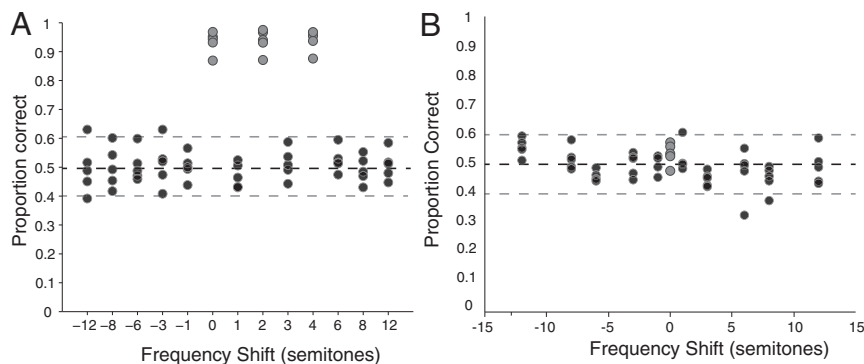 A
Proportion correct
1
0.9
0.8
0.7
0.6
0.5
0.4
0.3
0.2
0.1
0
-12 -8 -6 -3 -1 0 1 2 3 4 6 8 12
Frequency Shift (semitones)
B
Proportion Correct
1
0.9
0.8
0.7
0.6
0.5
0.4
0.3
0.2
0.1
0
-15 -10 -5 0 5 10 15
Frequency Shift (semitones)